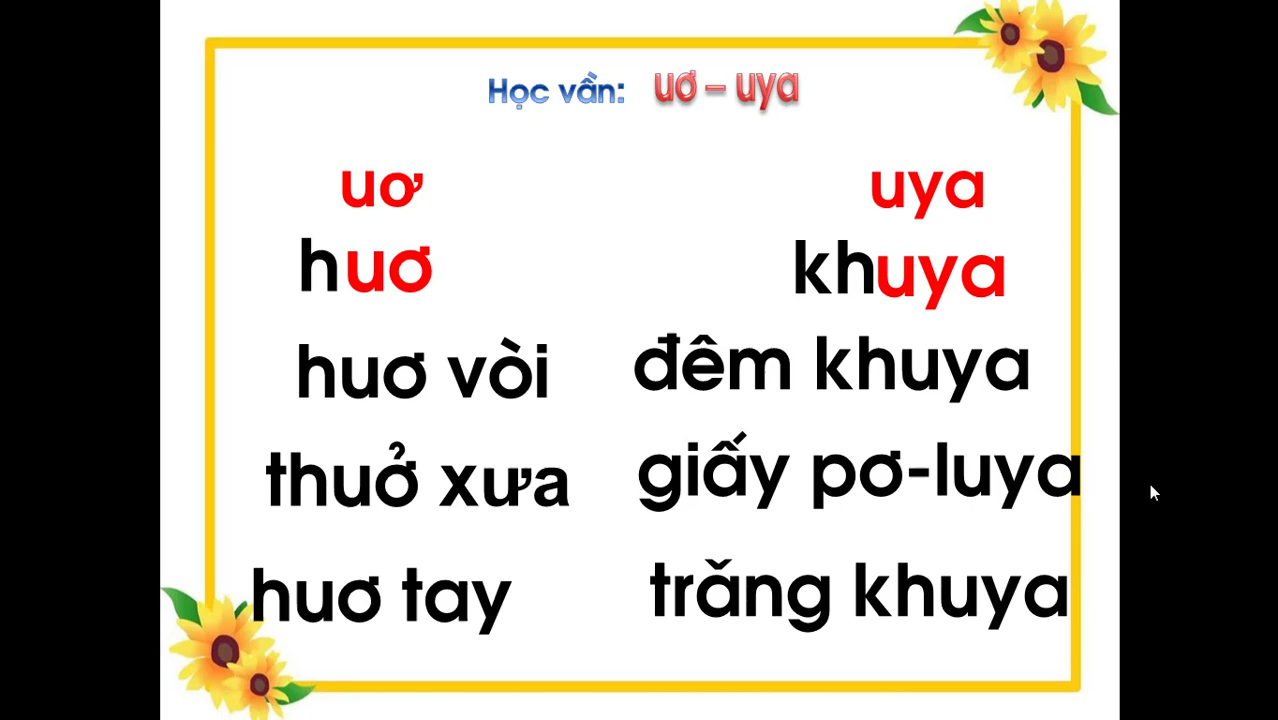 Học vần: uơ – uya
uơ uya
huơ khuya
huơ vòi đêm khuya
thuở xưa giấy pơ-luya
huơ tay trăng khuya